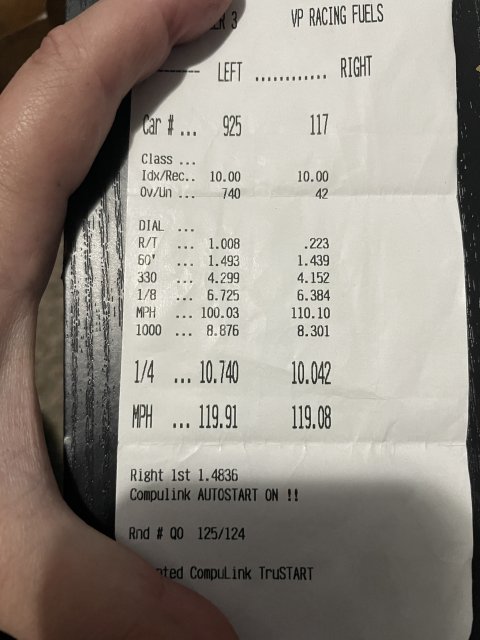 3 VP RACING FUELS
LEFT ............ RIGHT
Car # ... 925 117
Class ...
Idx/Rec.. 10.00 10.00
Ov/Un ... 740 42
DIAL ...
R/T ... 1.008 .223
60' ... 1.493 1.439
330 ... 4.299 4.152
1/8 ... 6.725 6.384
MPH ... 100.03 110.10
1000 ... 8.876 8.301
1/4 ... 10.740 10.042
MPH ... 119.91 119.08
Right 1st 1.4836
Compulink AUTOSTART ON !!
Rnd # Q0 125/124
CompuLink TruSTART